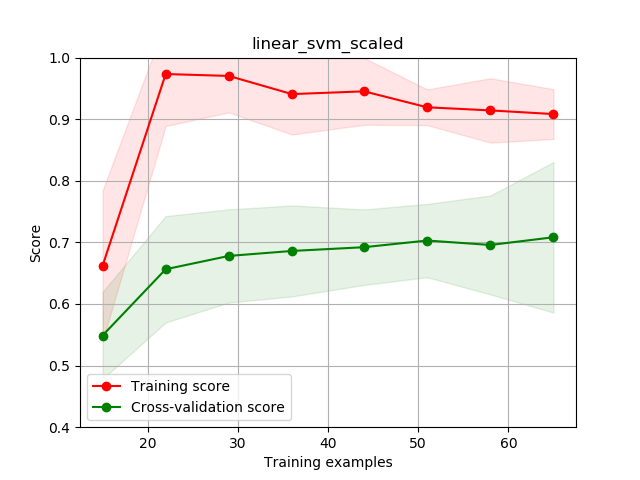 linear_svm_scaled
1.0
0.9
0.8
0.7
0.6
0.5
0.4
Score
Training score
Cross-validation score
20
30
40
50
60
Training examples